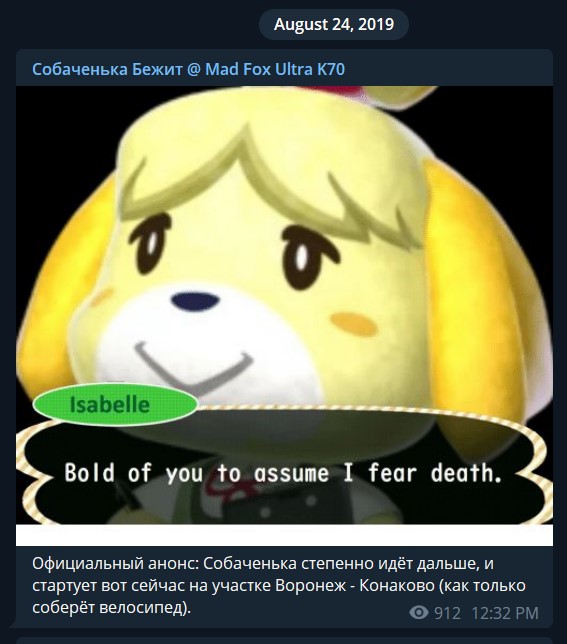 August 24, 2019
Собаченька Бежит @ Mad Fox Ultra K70
Isabelle
Bold of you to assume I fear death.
Официальный анонс: Собаченька степенно идёт дальше, и
стартует вот сейчас на участке Воронеж - Конаково (как только
соберёт велосипед).
912 12:32 PM